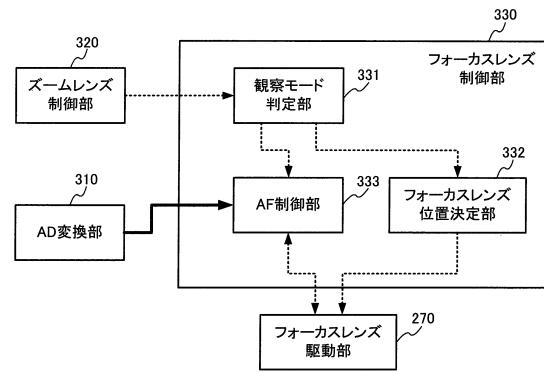 330
フォーカスレンズ
制御部
320
ズームレンズ
制御部
331
観察モード
判定部
332
フォーカスレンズ
位置決定部
310
AD変換部
333
AF制御部
270
フォーカスレンズ
駆動部